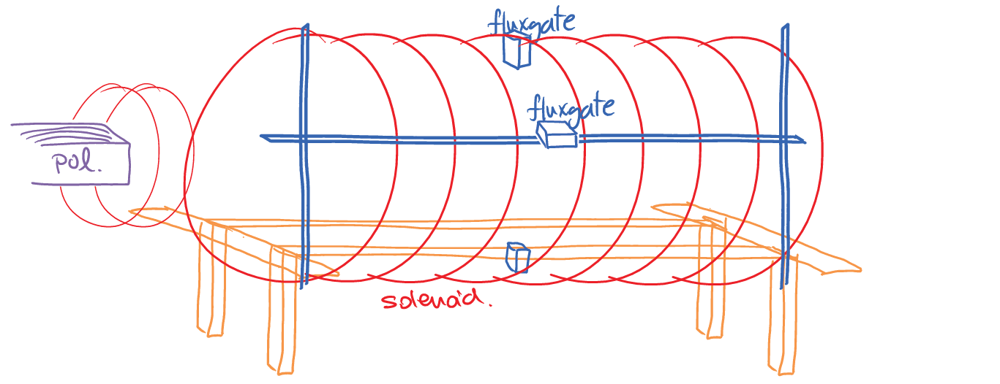 fluxgate
fluxgate
pol.
solenoid.